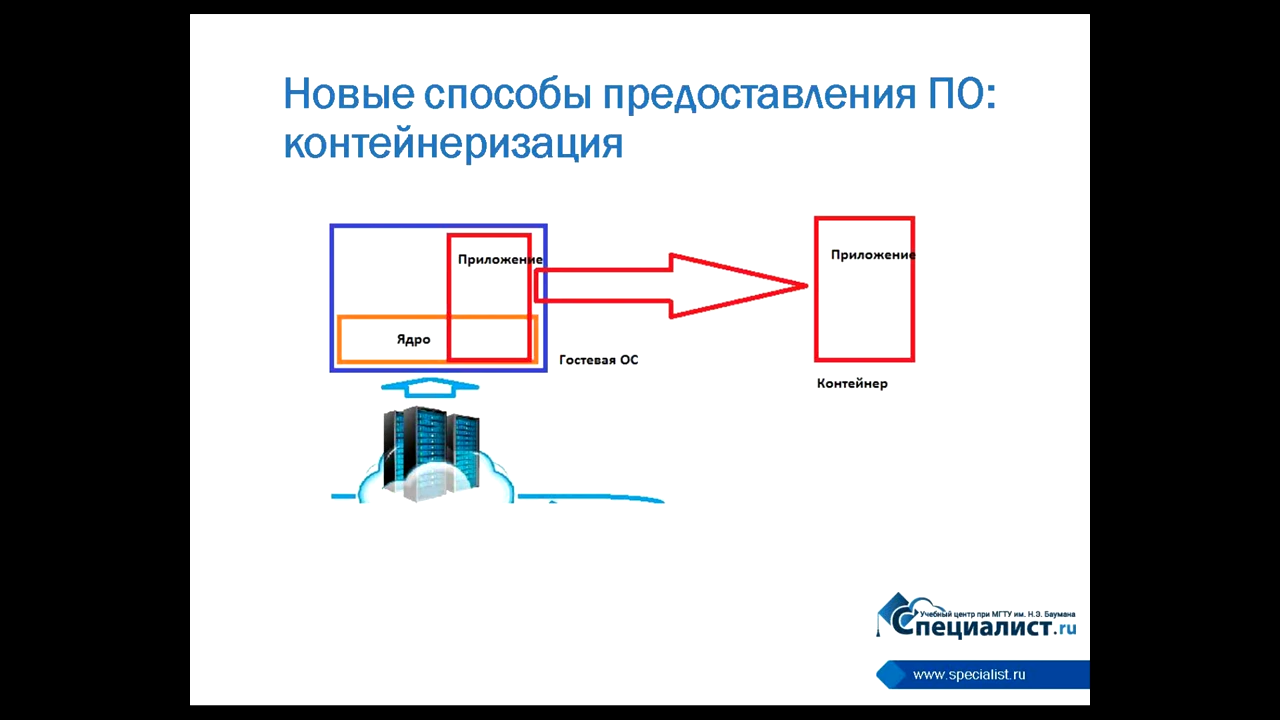 Новые способы предоставления ПО:
контейнеризация
Приложение
Приложение
Ядро
Гостевая ОС
Контейнер
Учебный центр при МГТУ им. Н.Э. Баумана
Специалист.ru
www.specialist.ru